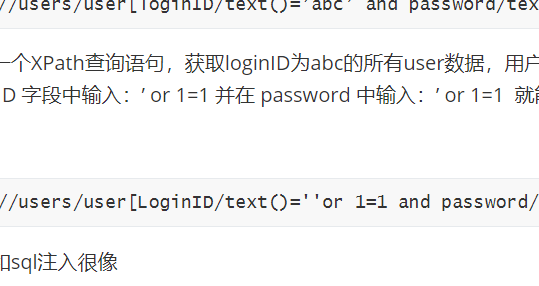 //users/user[loginID/text()='abc' and password/tex
一个XPath查询语句，获取loginID为abc的所有user数据，用户
ID 字段中输入：' or 1=1 并在 password 中输入：' or 1=1 就能
//users/user[LoginID/text()=''or 1=1 and password/
和sql注入很像